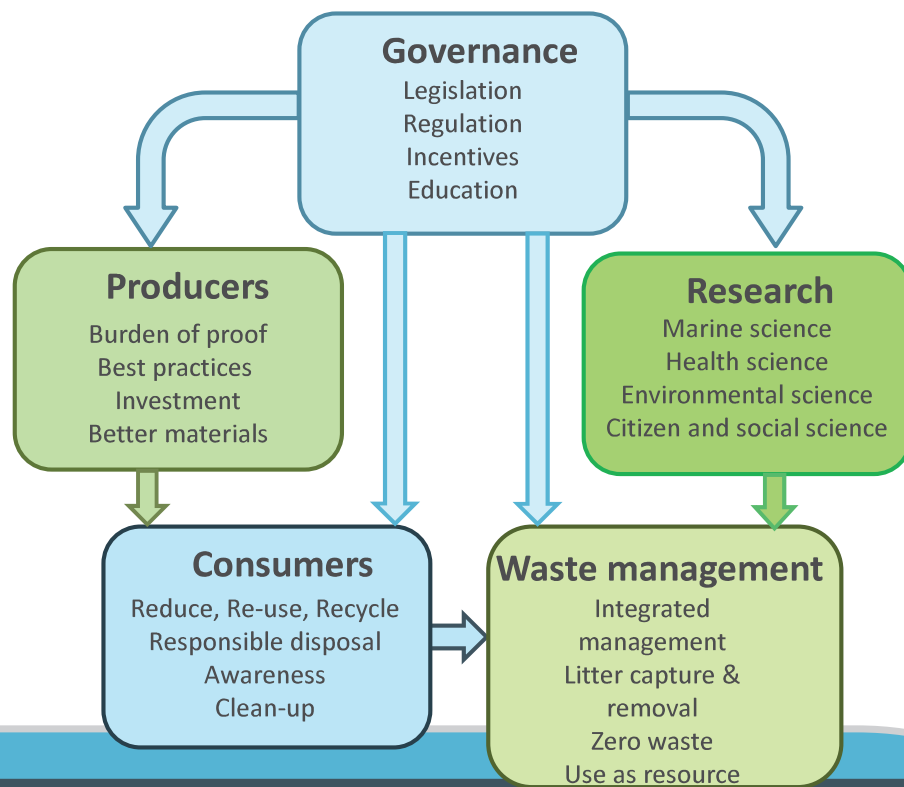 Governance
Legislation
Regulation
Incentives
Education
Producers
Burden of proof
Best practices
Investment
Better materials
Research
Marine science
Health science
Environmental science
Citizen and social science
Consumers
Reduce, Re-use, Recycle
Responsible disposal
Awareness
Clean-up
Waste management
Integrated
management
Litter capture &
removal
Zero waste
Use as resource